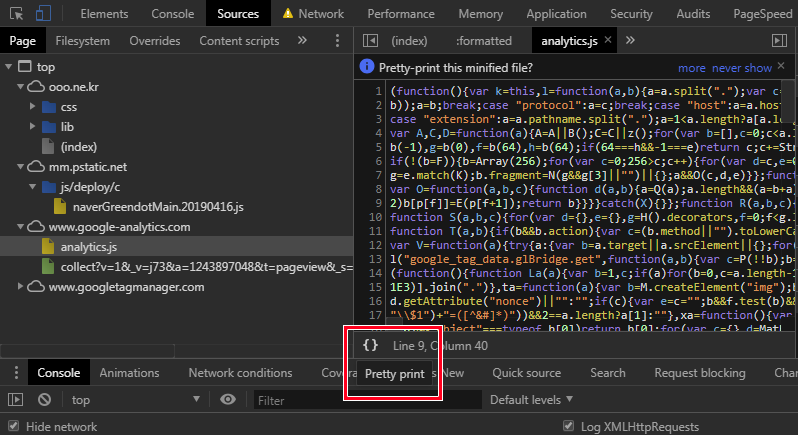 Elements Console Sources Network Performance Memory Application Security Audits PageSpeed
Page Filesystem Overrides Content scripts » (index) :formatted analytics.js × »
top
ooo.ne.kr
css
lib
(index)
mm.pstatic.net
js/deploy/c
naverGreendotMain.20190416.js
www.google-analytics.com
analytics.js
collect?v=1&_v=j73&a=1243897048&t=pageview&_s=
www.googletagmanager.com
Pretty-print this minified file? more never show ×
1 (function(){var k=this,l=function(a,b){a=a.split(".");var c=
2 b));a=b;break;case "protocol":a=c;break;case "host":a=a.host
3 case "extension":a=a.pathname.split(".");a=1<a.length?a[a.le
4 var A,C,D=function(a){A=A||B();C=C||z();for(var b=[],c=0;c<a.l
5 b(-1),g=b(0),f=b(64),h=b(64);if(64===h&&-1===e)return c;c+=Str
6 if(!(b=F)){b=Array(256);for(var c=0;256>c;c++){for(var d=c,e=0
7 g=e.match(K);b.fragment=N(g&&g[3]||"")||{};a&&O(c,d,e)}};funct
8 var O=function(a,b,c){function d(a,b){a=Q(a);a.length&&(a=b+a)
9 2)b[p[f]]=E(p[f+1]);return b}}}}catch(X){}};function R(a,b,c){
10 function S(a,b,c){for(var d={},e={},g=H().decorators,f=0;f<g.l
11 function T(a,b){if(b&&b.action){var c=(b.method||"").toLowerCa
12 var V=function(a){try{a:{var b=a.target||a.srcElement||{};for(
13 l("google_tag_data.glBridge.get",function(a,b){var c=P(!!b);b=
14 (function(){function La(a){var b=1,c;if(a)for(b=0,c=a.length-1
15 1E3)].join(".")},ta=function(a){var b=M.createElement("img");b
16 d.getAttribute("nonce")||"":"";if(c){var e=c="";b&&f.test(b)&&
17 "\\$1")+"=([^&#]*)"))&&2==a.length?a[1]:""},xa=function(){var
object"===typeof b[0])return b[0];for(var c={},d=Mat
{} Line 9, Column 40
Console Animations Network conditions Covera s New Quick source Search Request blocking Cha
Pretty print
top Filter Default levels
Hide network Log XMLHttpRequests